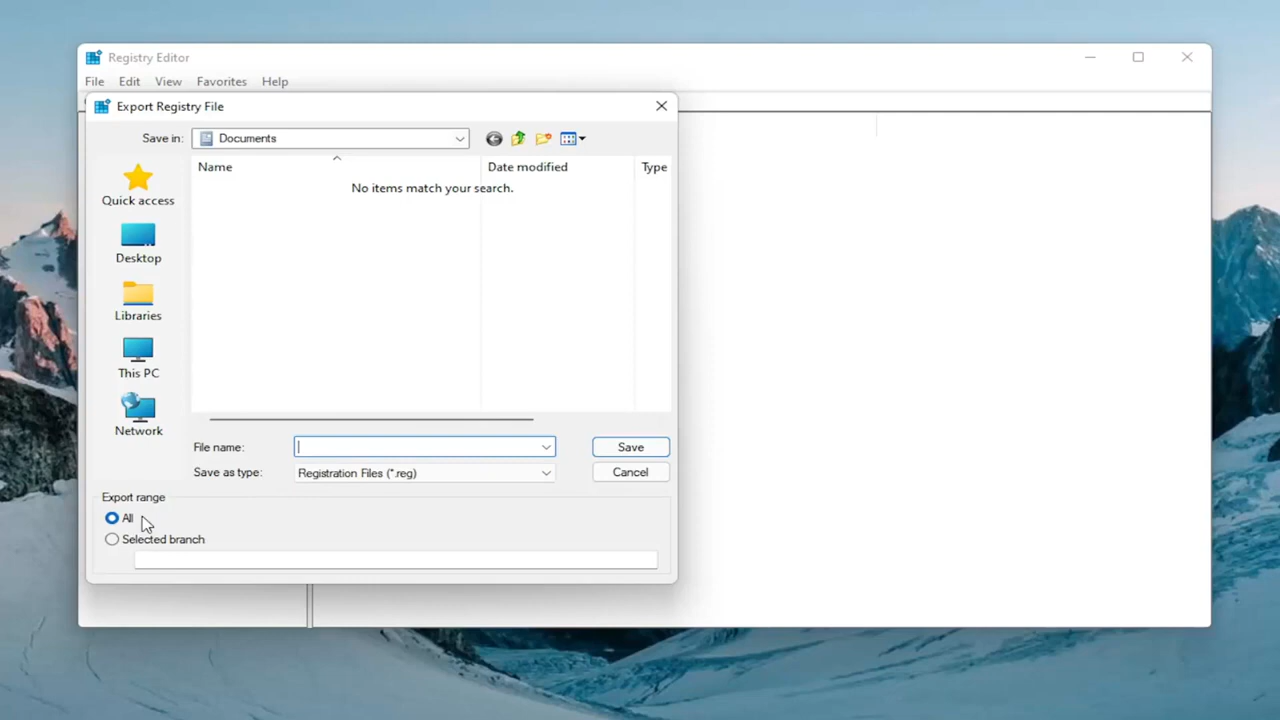 Registry Editor
File Edit View Favorites Help
Export Registry File
Save in: Documents
Name Date modified Type
No items match your search.
Quick access
Desktop
Libraries
This PC
Network
File name: Save
Save as type: Registration Files (*.reg) Cancel
Export range
All
Selected branch